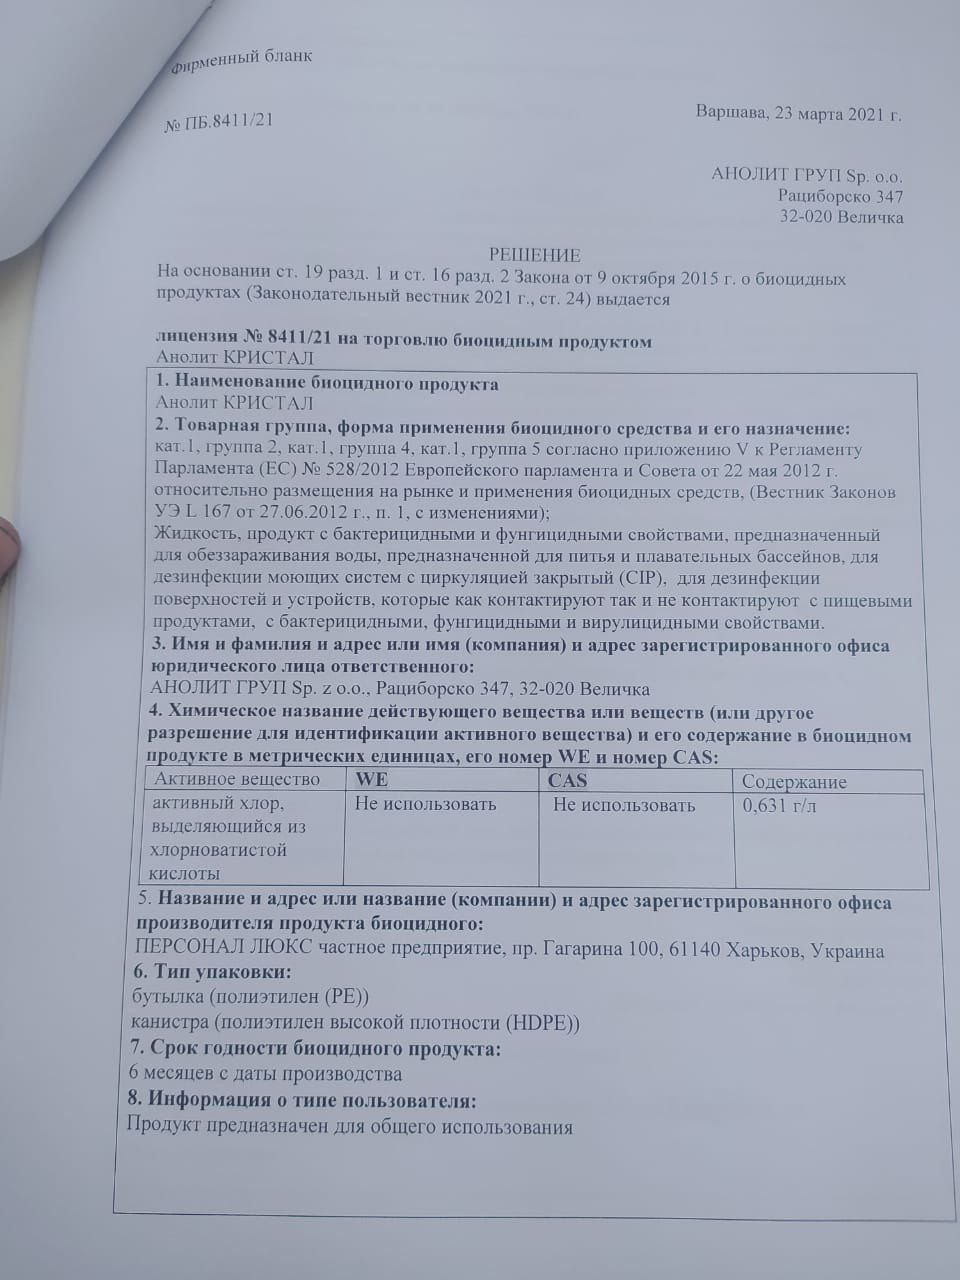 Фирменный бланк
№ ПБ.8411/21
Варшава, 23 марта 2021 г.
АНОЛИТ ГРУП Sp. o.o.
Рациборско 347
32-020 Величка
РЕШЕНИЕ
На основании ст. 19 разд. 1 и ст. 16 разд. 2 Закона от 9 октября 2015 г. о биоцидных
продуктах (Законодательный вестник 2021 г., ст. 24) выдается
лицензия № 8411/21 на торговлю биоцидным продуктом
Анолит КРИСТАЛ
1. Наименование биоцидного продукта
Анолит КРИСТАЛ
2. Товарная группа, форма применения биоцидного средства и его назначение:
кат.1, группа 2, кат.1, группа 4, кат.1, группа 5 согласно приложению V к Регламенту
Парламента (ЕС) № 528/2012 Европейского парламента и Совета от 22 мая 2012 г.
относительно размещения на рынке и применения биоцидных средств, (Вестник Законов
УЭ L 167 от 27.06.2012 г., п. 1, с изменениями);
Жидкость, продукт с бактерицидными и фунгицидными свойствами, предназначенный
для обеззараживания воды, предназначенной для питья и плавательных бассейнов, для
дезинфекции моющих систем с циркуляцией закрытый (CIP), для дезинфекции
поверхностей и устройств, которые как контактируют так и не контактируют с пищевыми
продуктами, с бактерицидными, фунгицидными и вирулицидными свойствами.
3. Имя и фамилия и адрес или имя (компания) и адрес зарегистрированного офиса
юридического лица ответственного:
АНОЛИТ ГРУП Sp. z o.o., Рациборско 347, 32-020 Величка
4. Химическое название действующего вещества или веществ (или другое
разрешение для идентификации активного вещества) и его содержание в биоцидном
продукте в метрических единицах, его номер WE и номер CAS:
Активное вещество WE CAS Содержание
активный хлор, Не использовать Не использовать 0,631 г/л
выделяющийся из
хлорноватистой
кислоты
5. Название и адрес или название (компании) и адрес зарегистрированного офиса
производителя продукта биоцидного:
ПЕРСОНАЛ ЛЮКС частное предприятие, пр. Гагарина 100, 61140 Харьков, Украина
6. Тип упаковки:
бутылка (полиэтилен (PE))
канистра (полиэтилен высокой плотности (HDPE))
7. Срок годности биоцидного продукта:
6 месяцев с даты производства
8. Информация о типе пользователя:
Продукт предназначен для общего использования